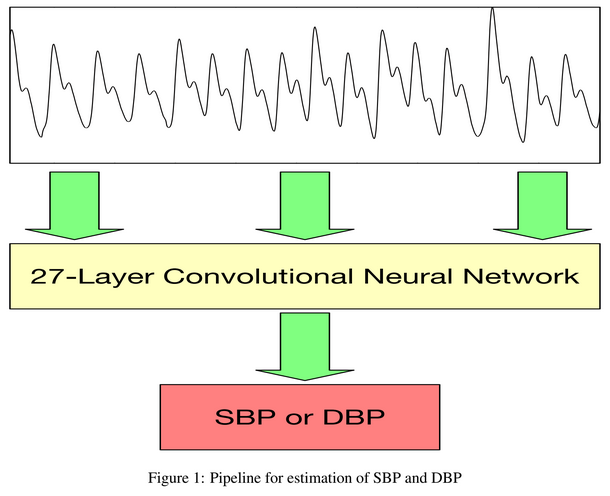 27-Layer Convolutional Neural Network
SBP or DBP
Figure 1: Pipeline for estimation of SBP and DBP